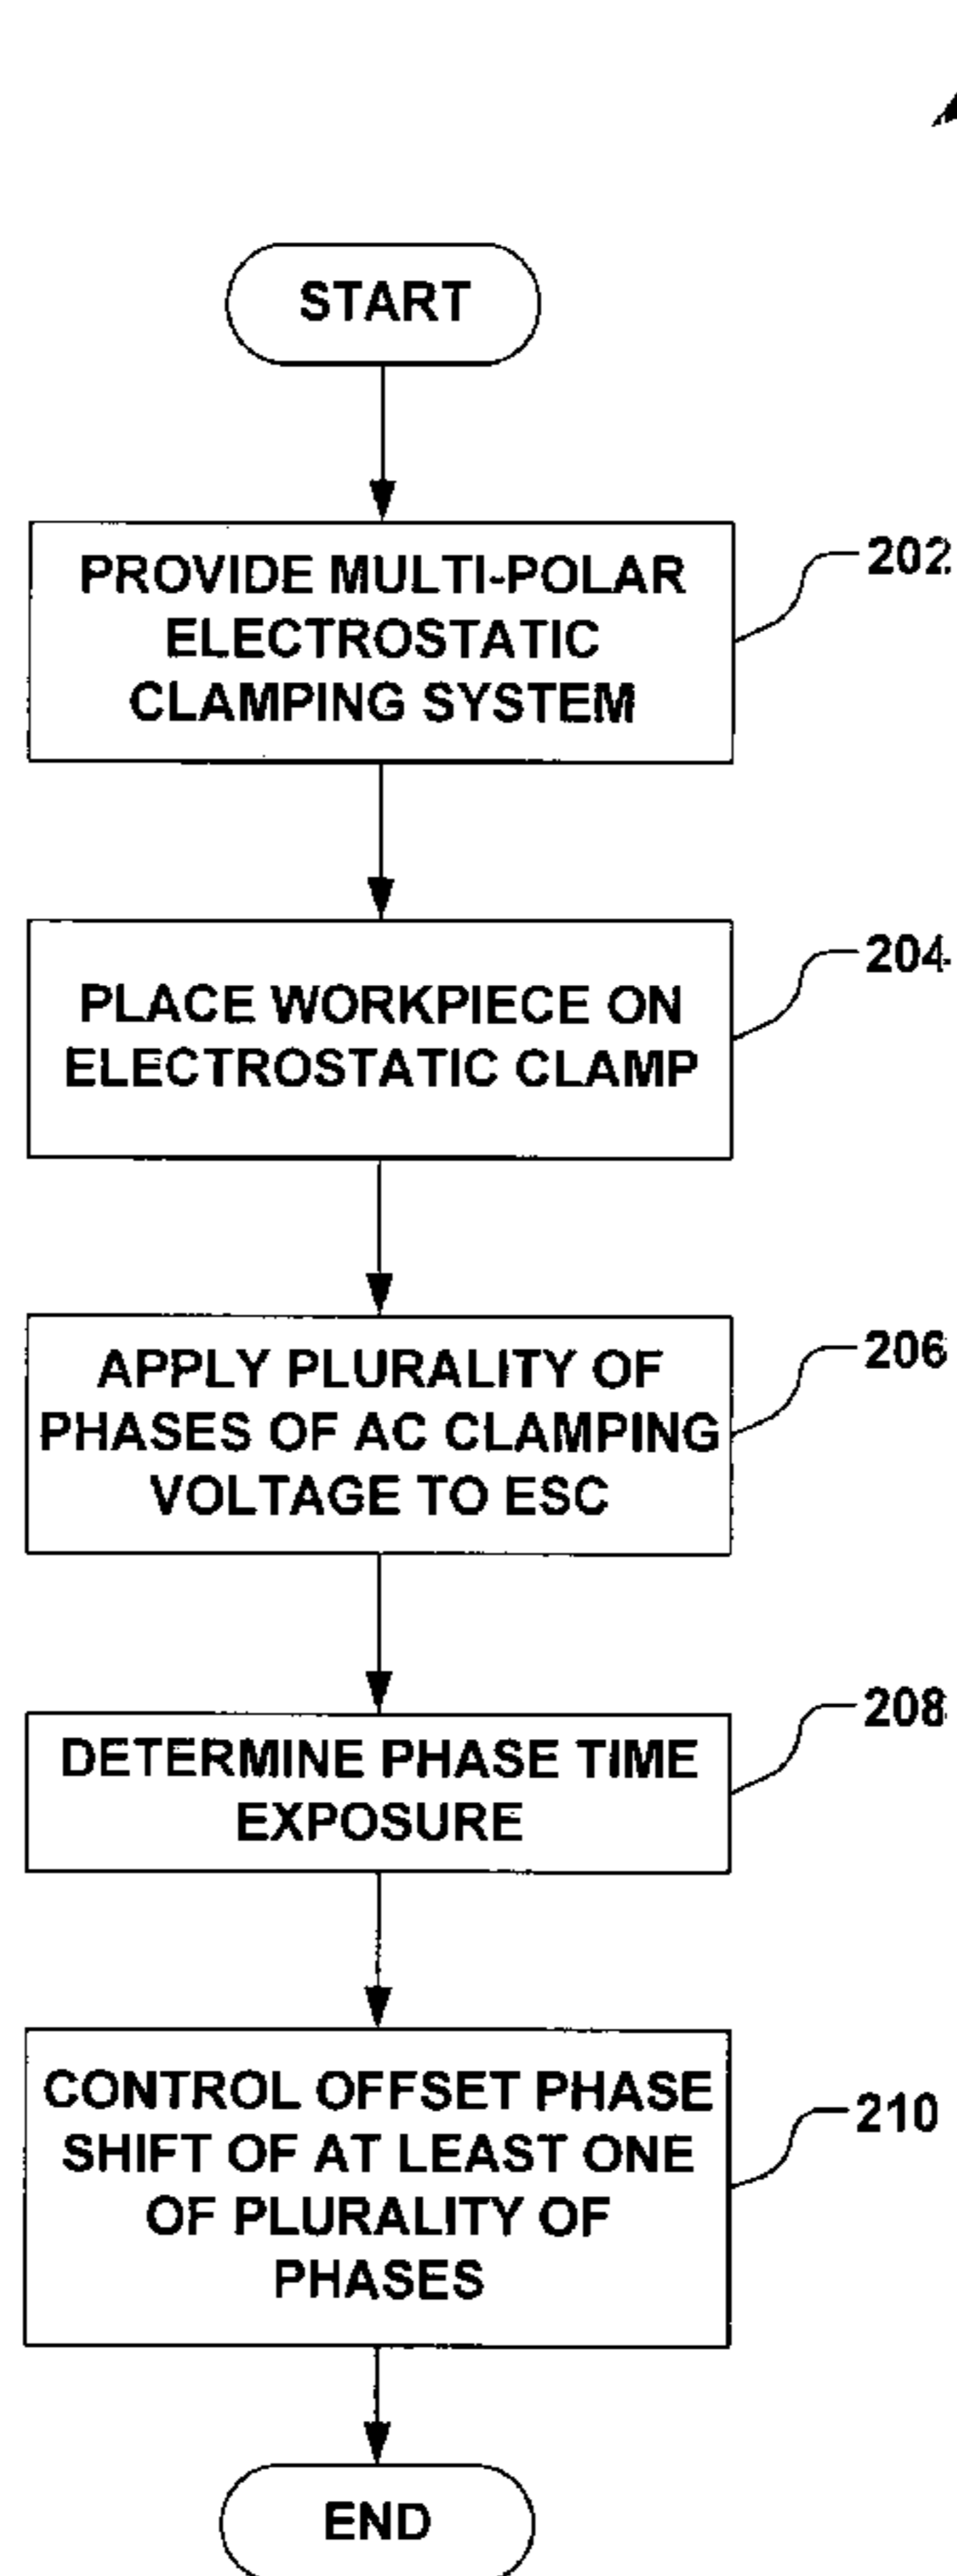 START
PROVIDE MULTI-POLAR
ELECTROSTATIC
CLAMPING SYSTEM
202
PLACE WORKPIECE ON
ELECTROSTATIC CLAMP
204
APPLY PLURALITY OF
PHASES OF AC CLAMPING
VOLTAGE TO ESC
206
DETERMINE PHASE TIME
EXPOSURE
208
CONTROL OFFSET PHASE
SHIFT OF AT LEAST ONE
OF PLURALITY OF
PHASES
210
END